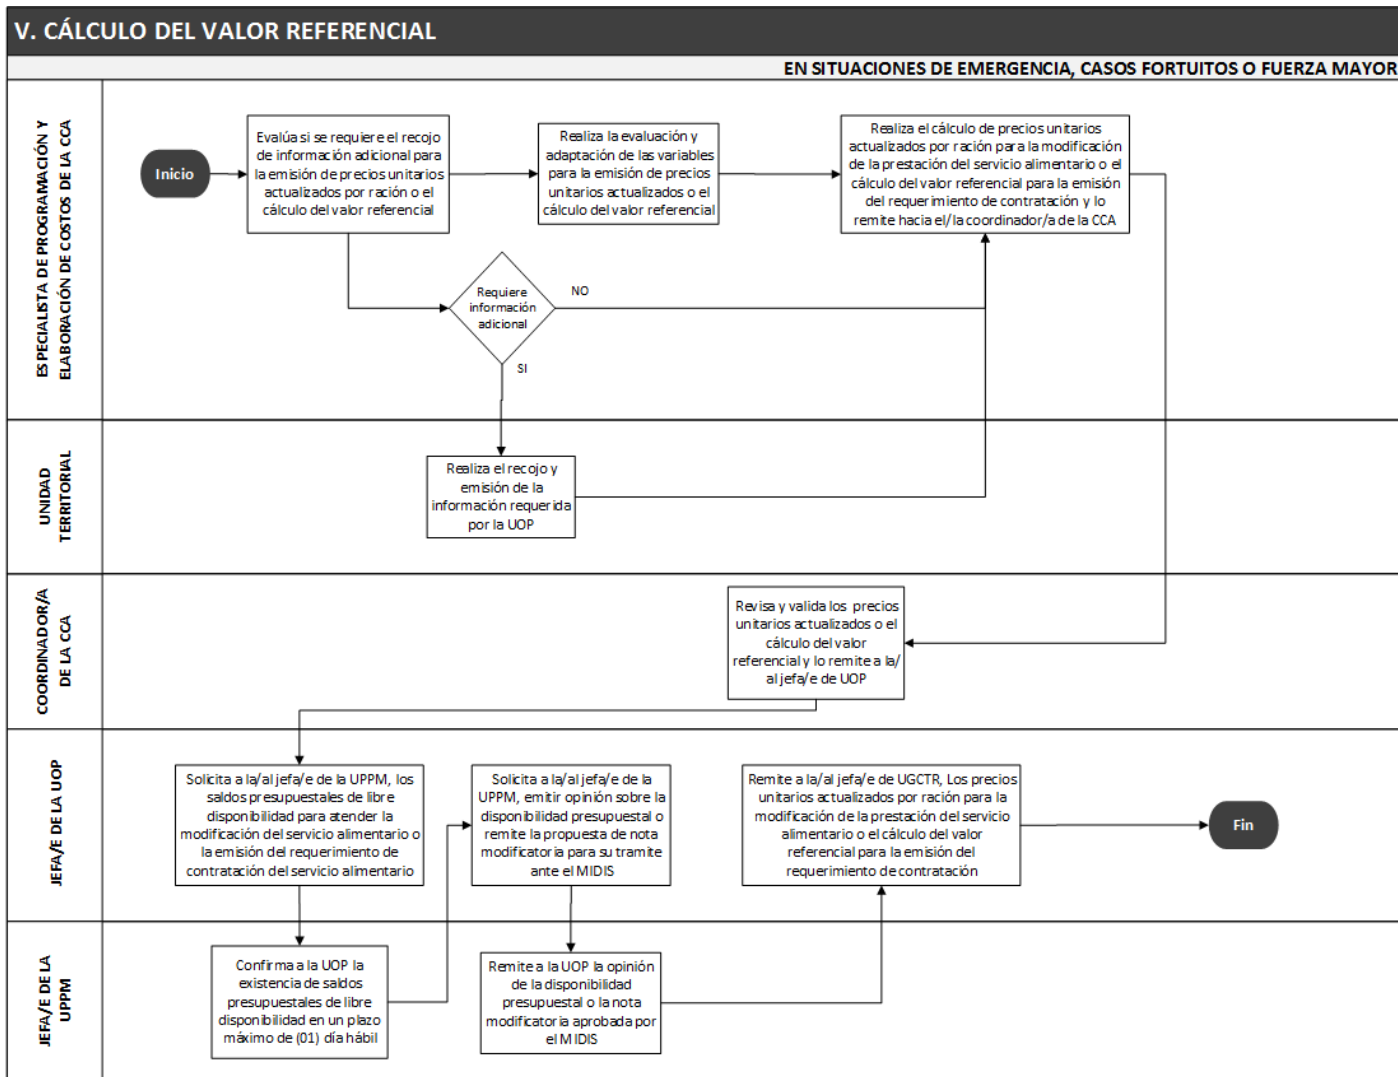 V. CÁLCULO DEL VALOR REFERENCIAL
EN SITUACIONES DE EMERGENCIA, CASOS FORTUITOS O FUERZA MAYOR
ESPECIALISTA DE PROGRAMACIÓN Y
ELABORACIÓN DE COSTOS DE LA CCA
Inicio
Evalúa si se requiere el recojo
de información adicional para
la emisión de precios unitarios
actualizados por ración o el
cálculo del valor referencial
Realiza la evaluación y
adaptación de las variables
para la emisión de precios
unitarios actualizados o el
cálculo del valor referencial
Realiza el cálculo de precios unitarios
actualizados por ración para la modificación
de la prestación del servicio alimentario o el
cálculo del valor referencial para la emisión
del requerimiento de contratación y lo
remite hacia el/la coordinador/a de la CCA
Requiere
información
adicional
NO
SI
UNIDAD
TERRITORIAL
Realiza el recojo y
emisión de la
información requerida
por la UOP
COORDINADOR/A
DE LA CCA
Revisa y valida los precios
unitarios actualizados o el
cálculo del valor
referencial y lo remite a la/
al jefa/e de UOP
JEFA/E DE LA UOP
Solicita a la/al jefa/e de la UPPM, los
saldos presupuestales de libre
disponibilidad para atender la
modificación del servicio alimentario o
la emisión del requerimiento de
contratación del servicio alimentario
Solicita a la/al jefa/e de la
UPPM, emitir opinión sobre la
disponibilidad presupuestal o
remite la propuesta de nota
modificatoria para su tramite
ante el MIDIS
Remite a la/al jefa/e de UGCTR, Los precios
unitarios actualizados por ración para la
modificación de la prestación del servicio
alimentario o el cálculo del valor
referencial para la emisión del
requerimiento de contratación
Fin
JEFA/E DE LA
UPPM
Confirma a la UOP la
existencia de saldos
presupuestales de libre
disponibilidad en un plazo
máximo de (01) día hábil
Remite a la UOP la opinión
de la disponibilidad
presupuestal o la nota
modificatoria aprobada por
el MIDIS